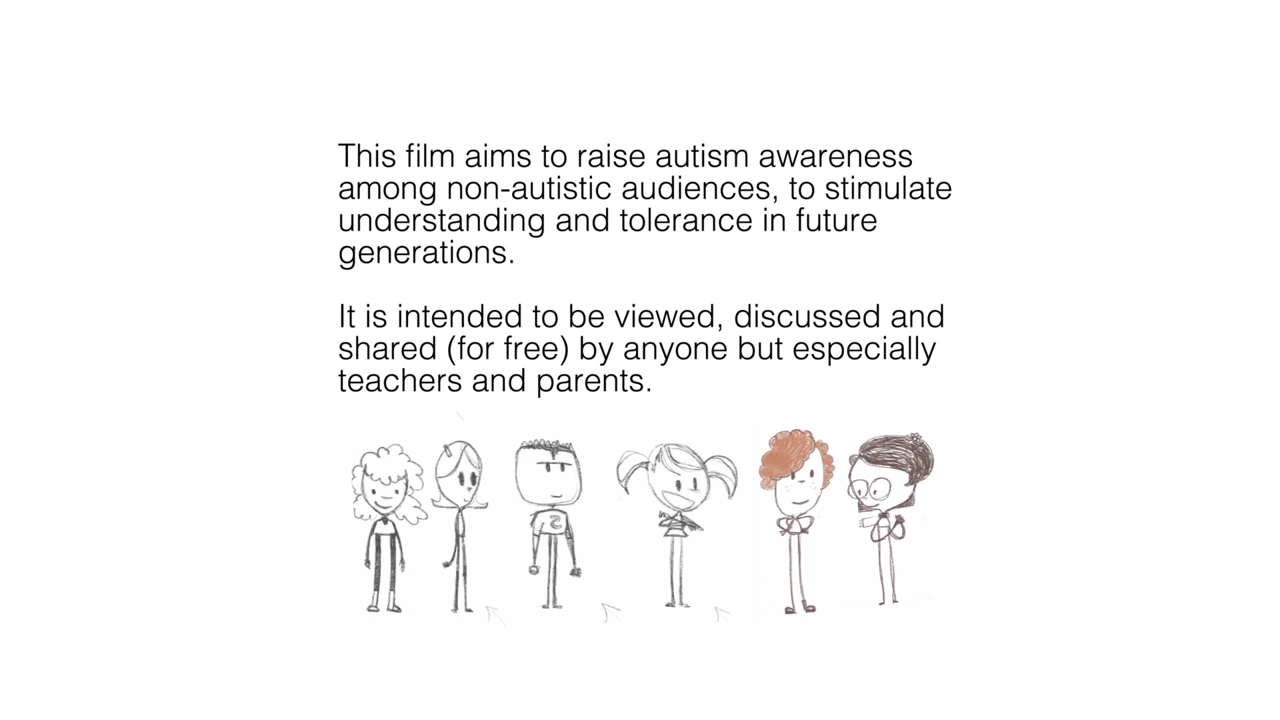 This film aims to raise autism awareness
among non-autistic audiences, to stimulate
understanding and tolerance in future
generations.
It is intended to be viewed, discussed and
shared (for free) by anyone but especially
teachers and parents.
2